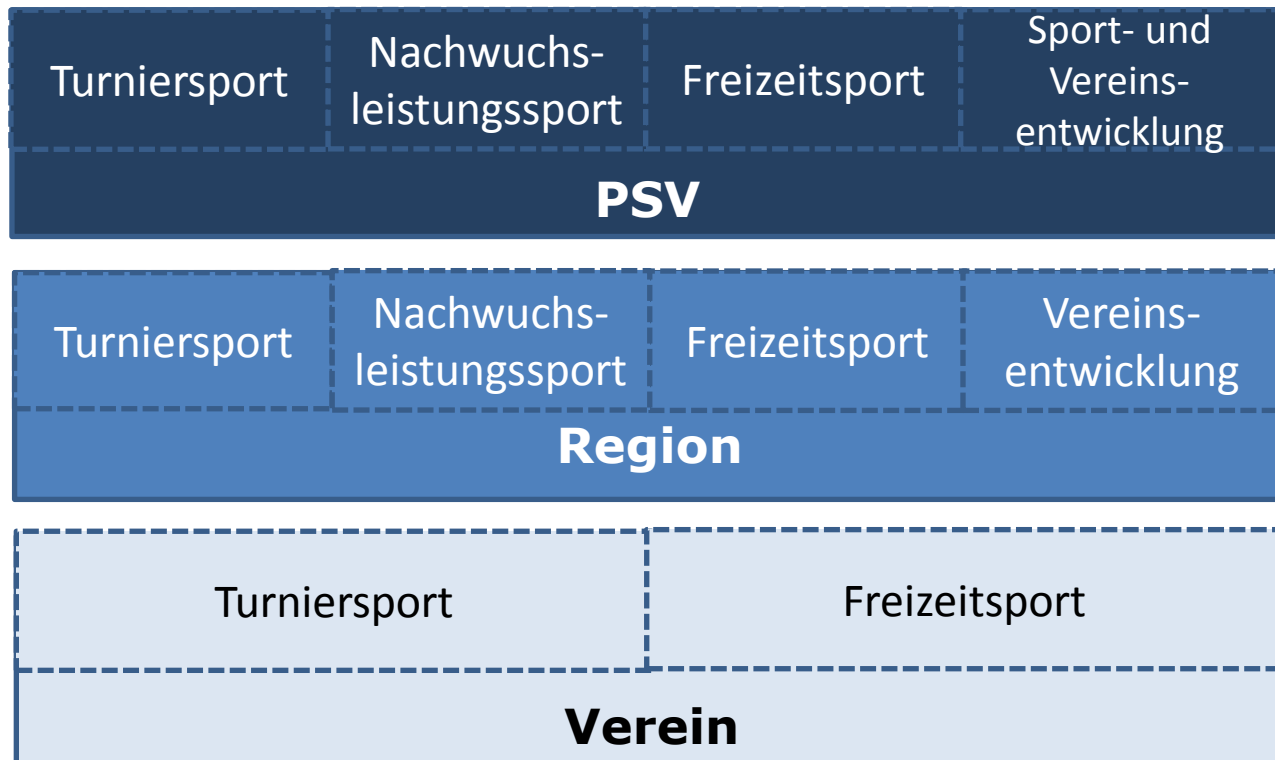 Turniersport
Nachwuchs-
leistungssport
Freizeitsport
Sport- und
Vereins-
entwicklung
PSV
Turniersport
Nachwuchs-
leistungssport
Freizeitsport
Vereins-
entwicklung
Region
Turniersport
Freizeitsport
Verein